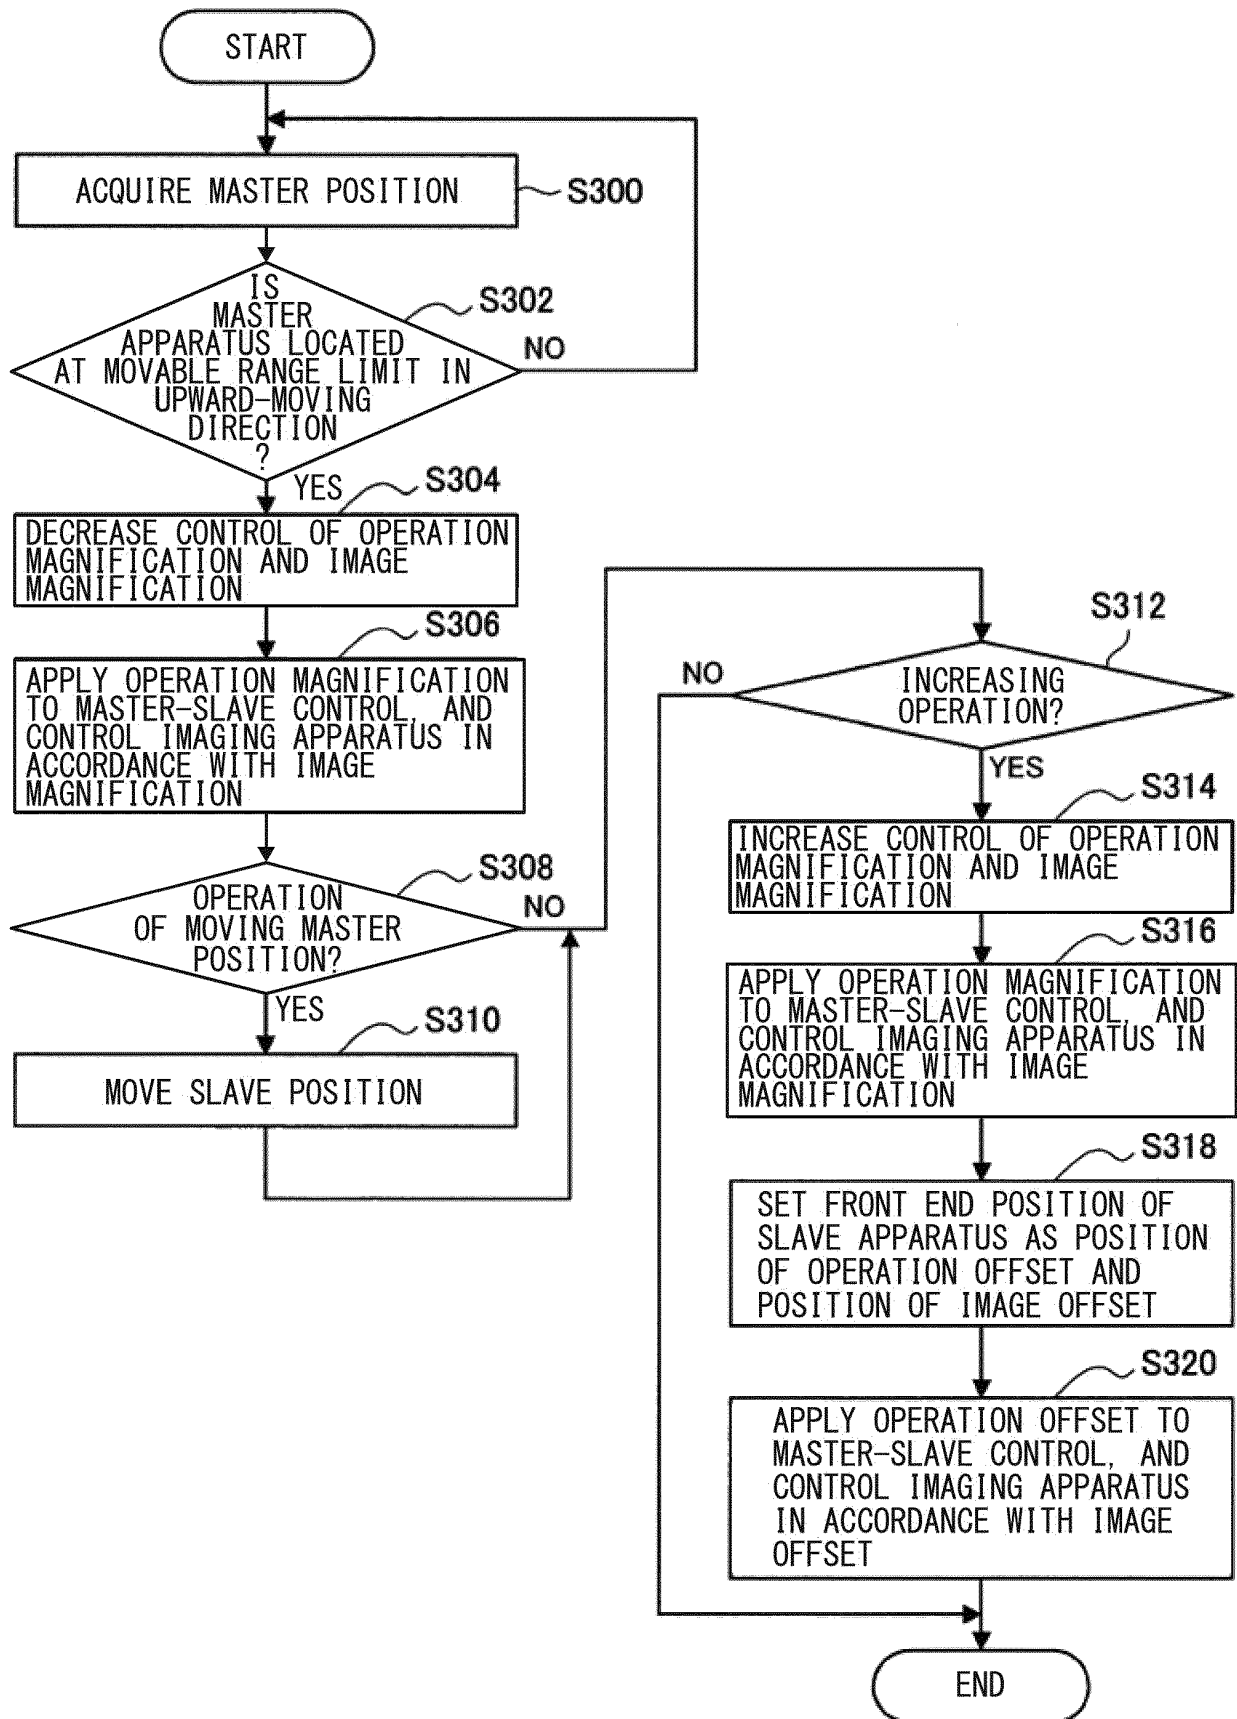 START
ACQUIRE MASTER POSITION
S300
IS
MASTER
APPARATUS LOCATED
AT MOVABLE RANGE LIMIT IN
UPWARD-MOVING
DIRECTION
?
S302
NO
YES
S304
DECREASE CONTROL OF OPERATION
MAGNIFICATION AND IMAGE
MAGNIFICATION
S306
APPLY OPERATION MAGNIFICATION
TO MASTER-SLAVE CONTROL, AND
CONTROL IMAGING APPARATUS IN
ACCORDANCE WITH IMAGE
MAGNIFICATION
S308
OPERATION
OF MOVING MASTER
POSITION?
NO
YES
S310
MOVE SLAVE POSITION
S312
INCREASING
OPERATION?
NO
YES
S314
INCREASE CONTROL OF OPERATION
MAGNIFICATION AND IMAGE
MAGNIFICATION
S316
APPLY OPERATION MAGNIFICATION
TO MASTER-SLAVE CONTROL, AND
CONTROL IMAGING APPARATUS IN
ACCORDANCE WITH IMAGE
MAGNIFICATION
S318
SET FRONT END POSITION OF
SLAVE APPARATUS AS POSITION
OF OPERATION OFFSET AND
POSITION OF IMAGE OFFSET
S320
APPLY OPERATION OFFSET TO
MASTER-SLAVE CONTROL, AND
CONTROL IMAGING APPARATUS
IN ACCORDANCE WITH IMAGE
OFFSET
END